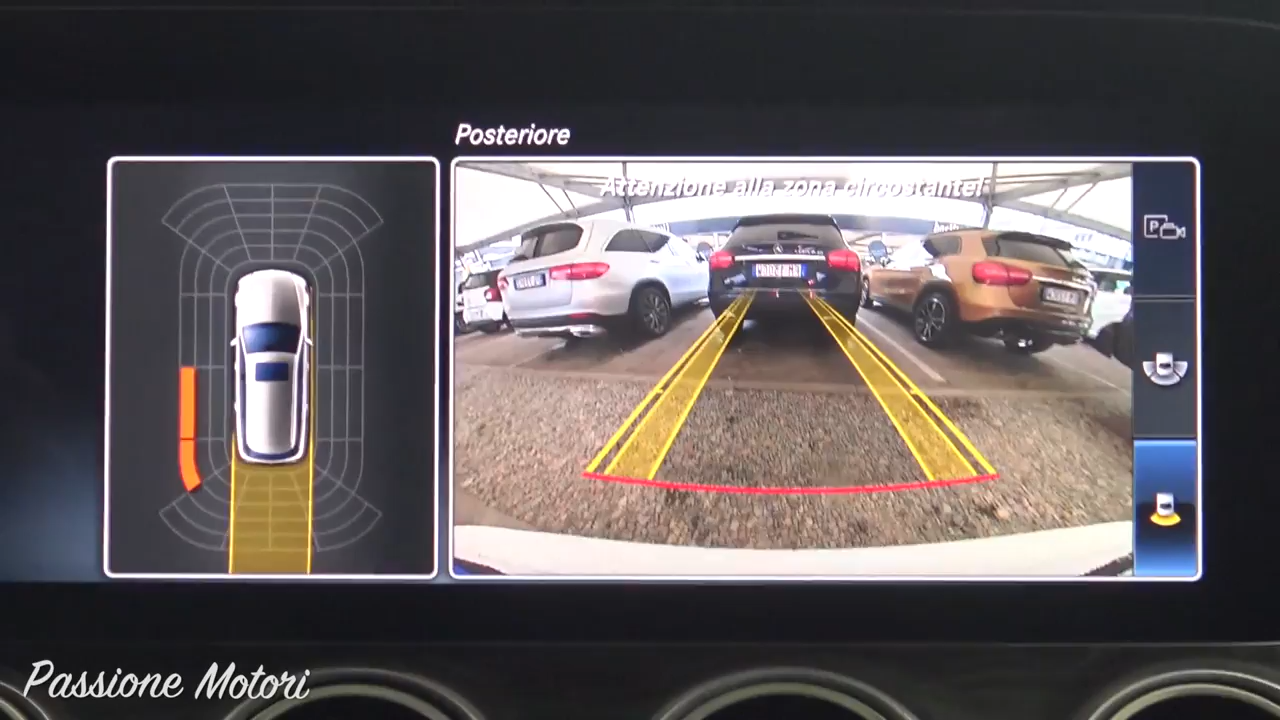 Posteriore
Attenzione alla zona circostante!
P
Passione Motori